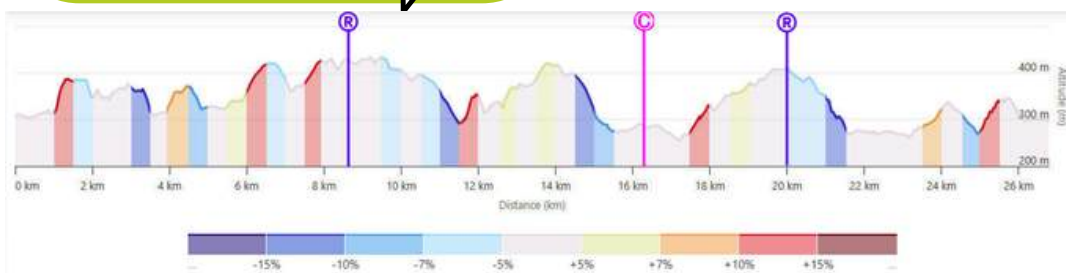 R C R
400 m
300 m
200 m
Altitude (m)
0 km 2 km 4 km 6 km 8 km 10 km 12 km 14 km 16 km 18 km 20 km 22 km 24 km 26 km
Distance (km)
... -15% -10% -7% -5% +5% +7% +10% +15% ...